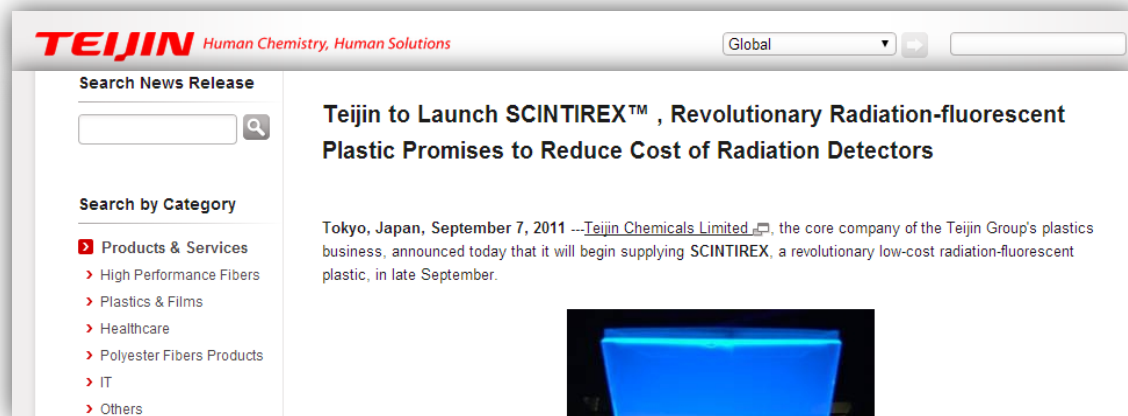 TEIJIN Human Chemistry, Human Solutions
Global
Search News Release
Search by Category
Products & Services
High Performance Fibers
Plastics & Films
Healthcare
Polyester Fibers Products
IT
Others
Teijin to Launch SCINTIREX™ , Revolutionary Radiation-fluorescent
Plastic Promises to Reduce Cost of Radiation Detectors
Tokyo, Japan, September 7, 2011 ---Teijin Chemicals Limited , the core company of the Teijin Group's plastics
business, announced today that it will begin supplying SCINTIREX, a revolutionary low-cost radiation-fluorescent
plastic, in late September.